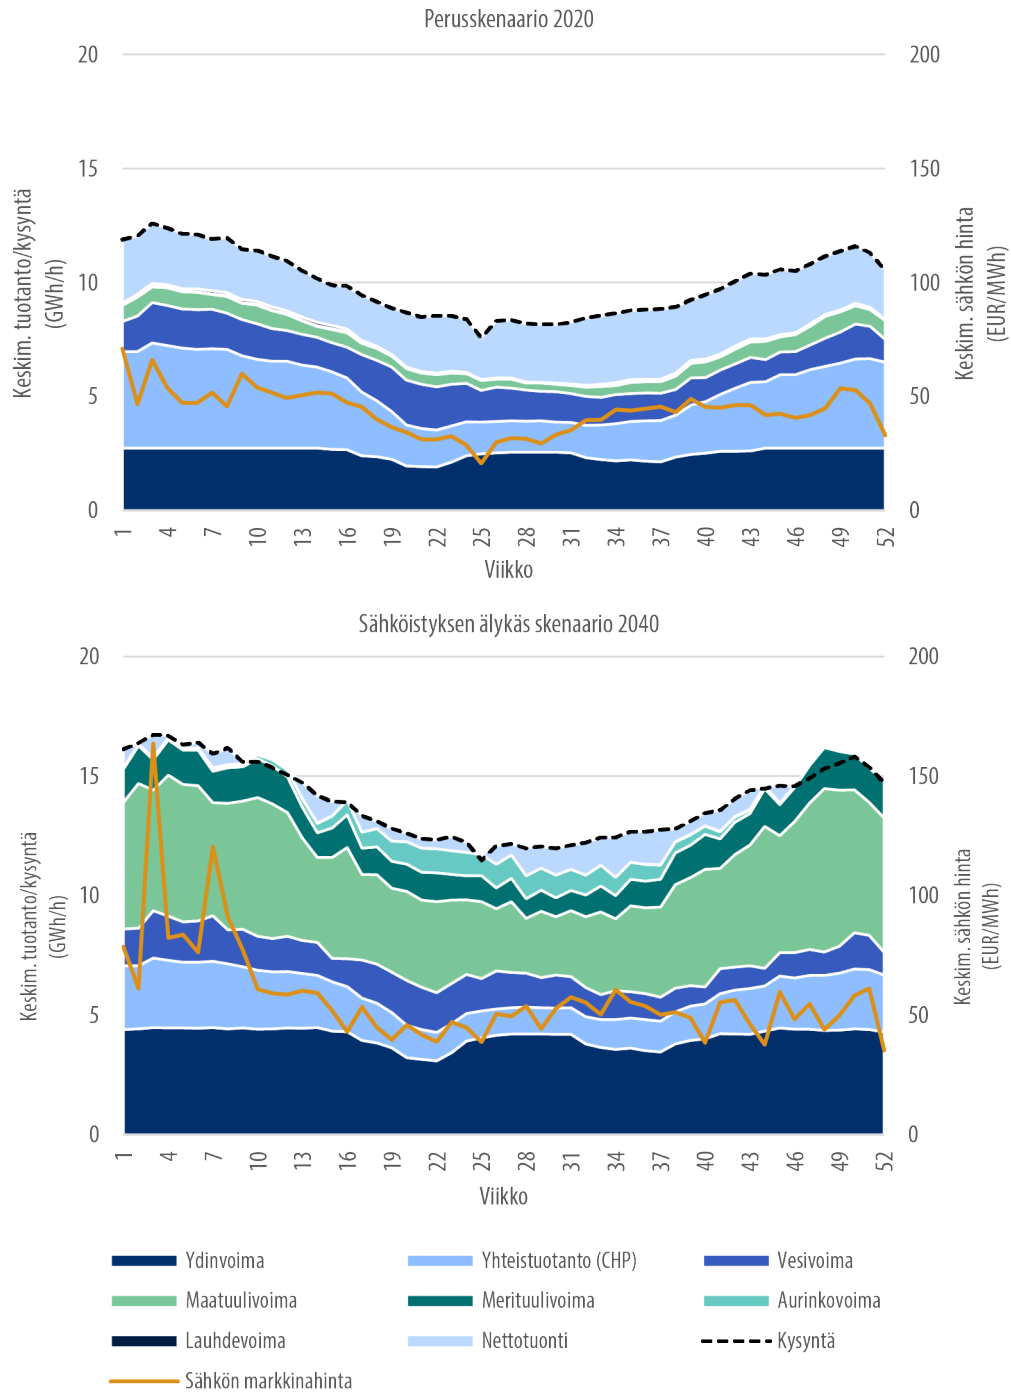 Perusskenaario 2020
20
200
15
150
10
100
5
50
0
0
Keskim. tuotanto/kysyntä
(GWh/h)
Keskim. sähkön hinta
(EUR/MWh)
1 4 7 10 13 16 19 22 25 28 31 34 37 40 43 46 49 52
Viikko
Sähköistyksen älykäs skenaario 2040
20
200
15
150
10
100
5
50
0
0
Keskim. tuotanto/kysyntä
(GWh/h)
Keskim. sähkön hinta
(EUR/MWh)
1 4 7 10 13 16 19 22 25 28 31 34 37 40 43 46 49 52
Viikko
Ydinvoima
Yhteistuotanto (CHP)
Vesivoima
Maatuulivoima
Merituulivoima
Aurinkovoima
Lauhdevoima
Nettotuonti
Kysyntä
Sähkön markkinahinta